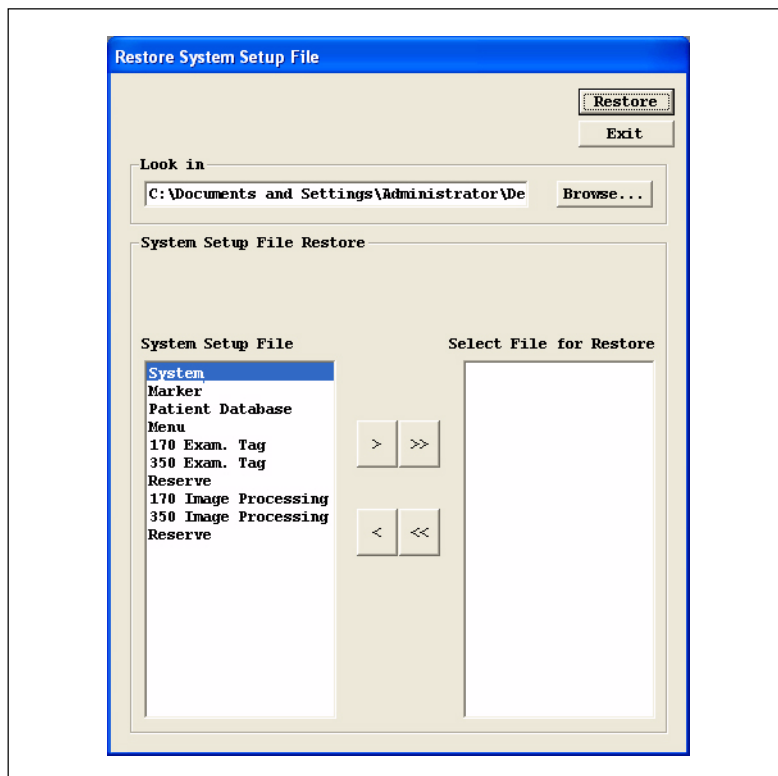 Restore System Setup File
Restore
Exit
Look in
C:\Documents and Settings\Administrator\De
Browse...
System Setup File Restore
System Setup File
Select File for Restore
System
Marker
Patient Database
Menu
170 Exam. Tag
350 Exam. Tag
Reserve
170 Image Processing
350 Image Processing
Reserve
> >>
< <<